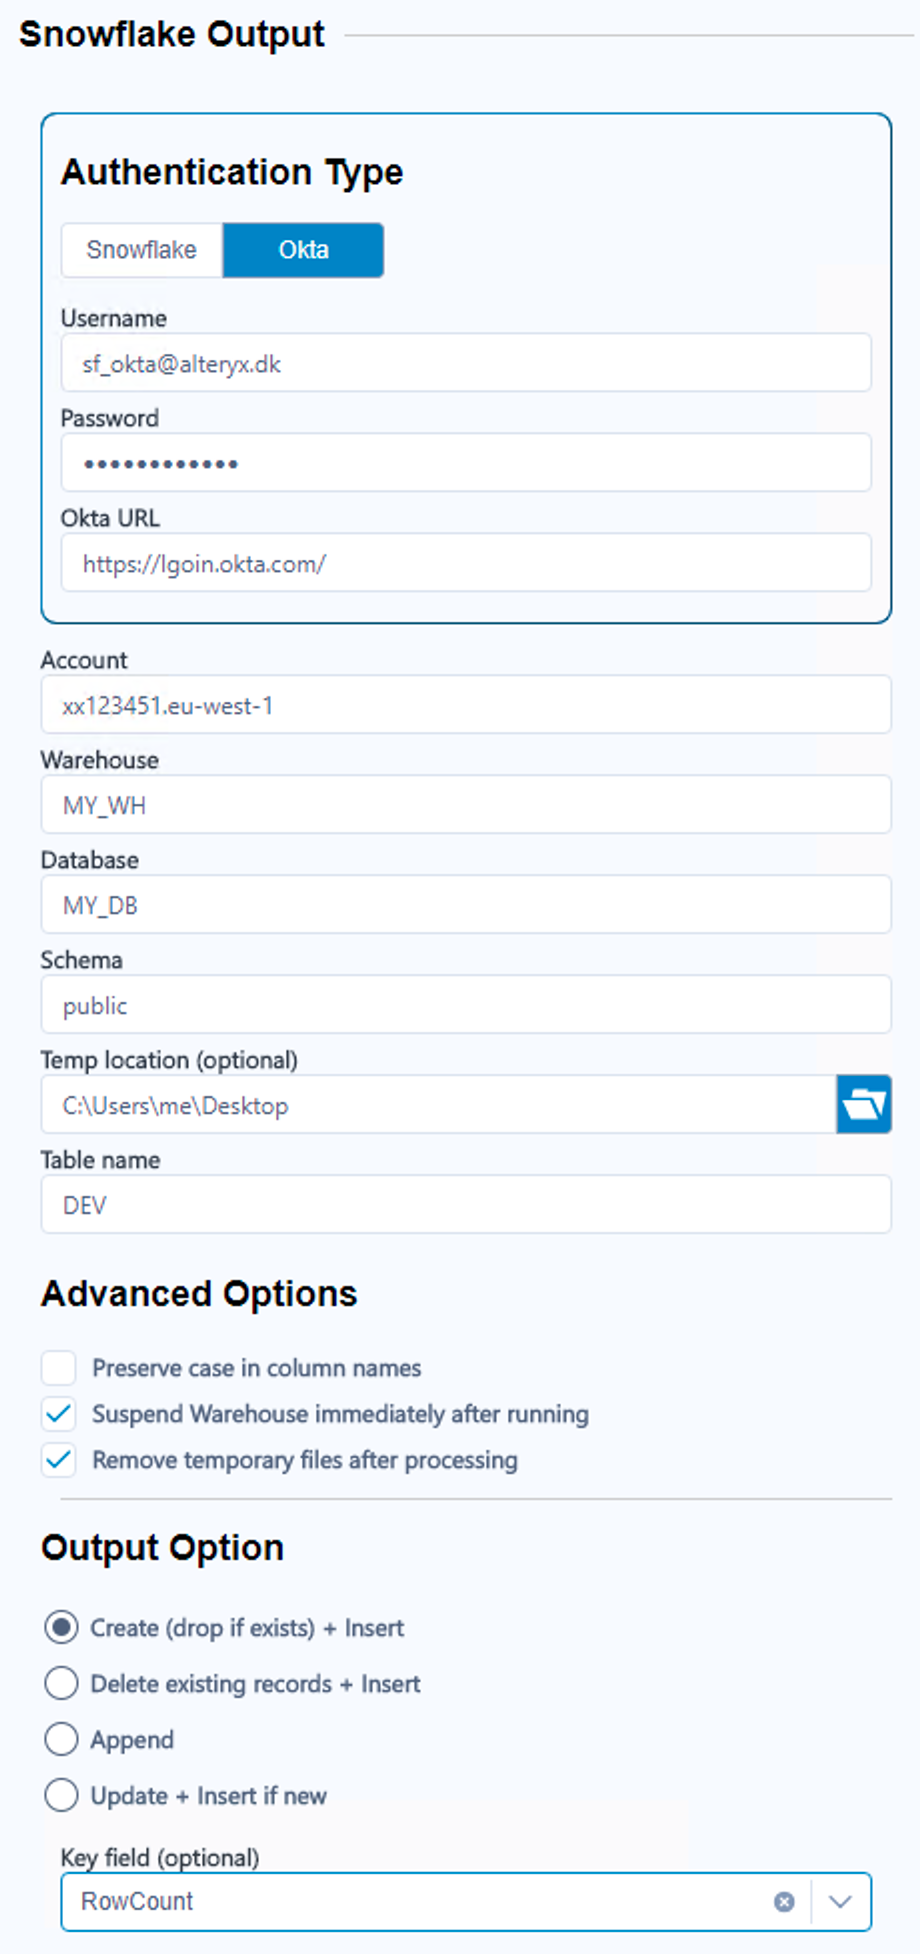 Snowflake Output
Authentication Type
Snowflake Okta
Username
sf_okta@alteryx.dk
Password
••••••••••••
Okta URL
https://lgoin.okta.com/
Account
xx123451.eu-west-1
Warehouse
MY_WH
Database
MY_DB
Schema
public
Temp location (optional)
C:\Users\me\Desktop
Table name
DEV
Advanced Options
Preserve case in column names
Suspend Warehouse immediately after running
Remove temporary files after processing
Output Option
Create (drop if exists) + Insert
Delete existing records + Insert
Append
Update + Insert if new
Key field (optional)
RowCount